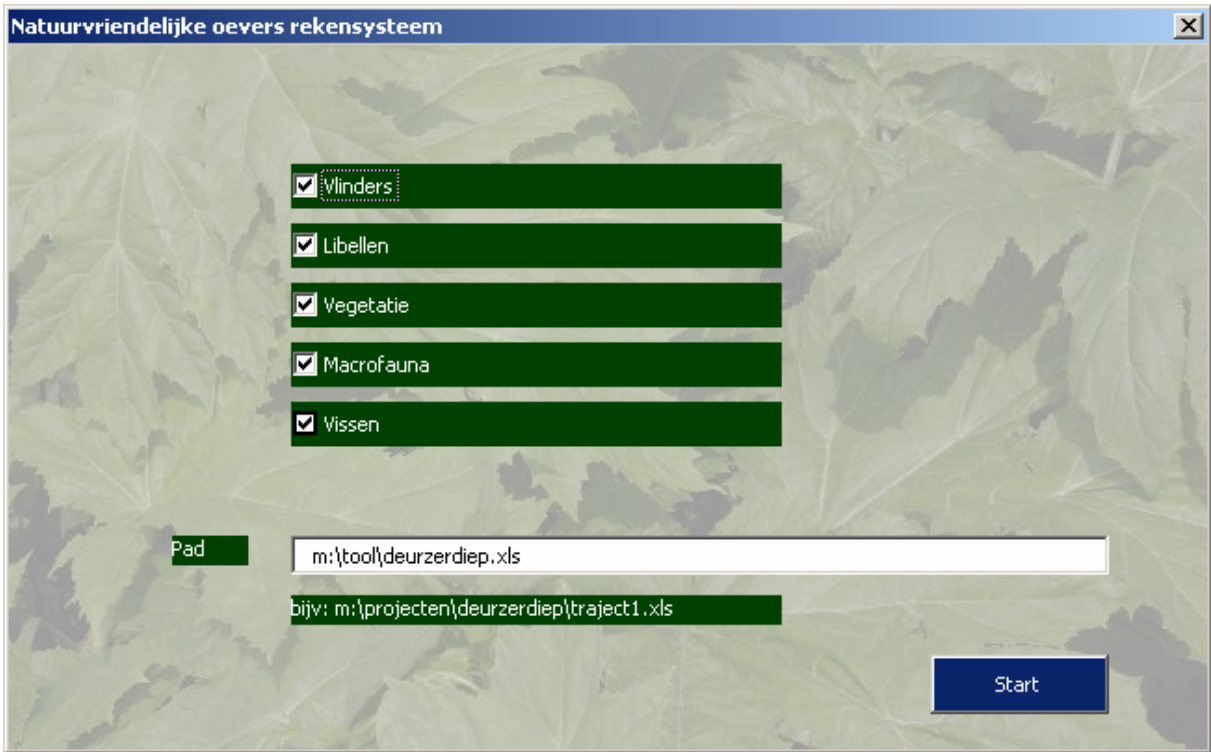 Natuurvriendelijke oevers rekensysteem
Vlinders
Libellen
Vegetatie
Macrofauna
Vissen
Pad
m:\tool\deurzerdiep.xls
bijv: m:\projecten\deurzerdiep\traject1.xls
Start